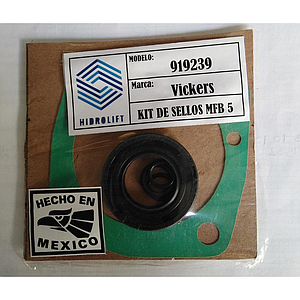 MODELO:
919239
Marca:
Vickers
HIDROLIFT
KIT DE SELLOS MFB 5
HECHO EN
MEXICO